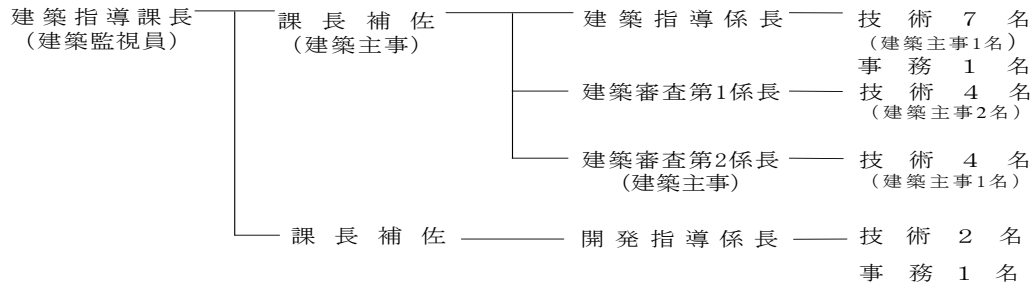 建築指導課長 課長補佐 建築指導係長 技術7名
(建築監視員) (建築主事) (建築主事1名)
事務1名
建築審査第1係長 技術4名
(建築主事2名)
建築審査第2係長 技術4名
(建築主事) (建築主事1名)
課長補佐 開発指導係長 技術2名
事務1名